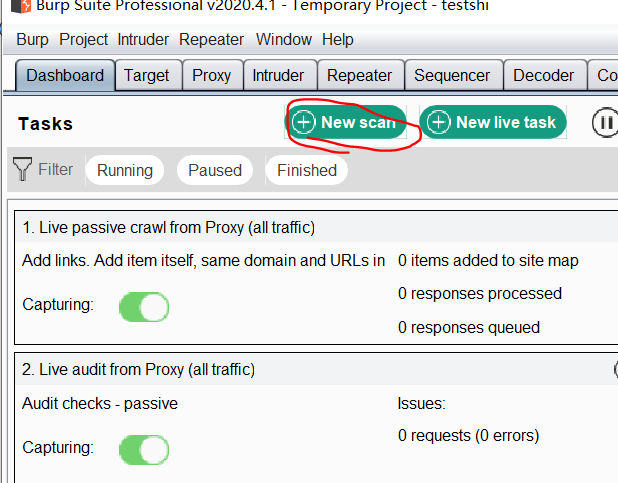 Burp Suite Professional v2020.4.1 - Temporary Project - testshi
Burp Project Intruder Repeater Window Help
Dashboard Target Proxy Intruder Repeater Sequencer Decoder Co
Tasks New scan New live task
Filter Running Paused Finished
1. Live passive crawl from Proxy (all traffic)
Add links. Add item itself, same domain and URLs in 0 items added to site map
0 responses processed
Capturing:
0 responses queued
2. Live audit from Proxy (all traffic)
Audit checks - passive Issues:
0 requests (0 errors)
Capturing: